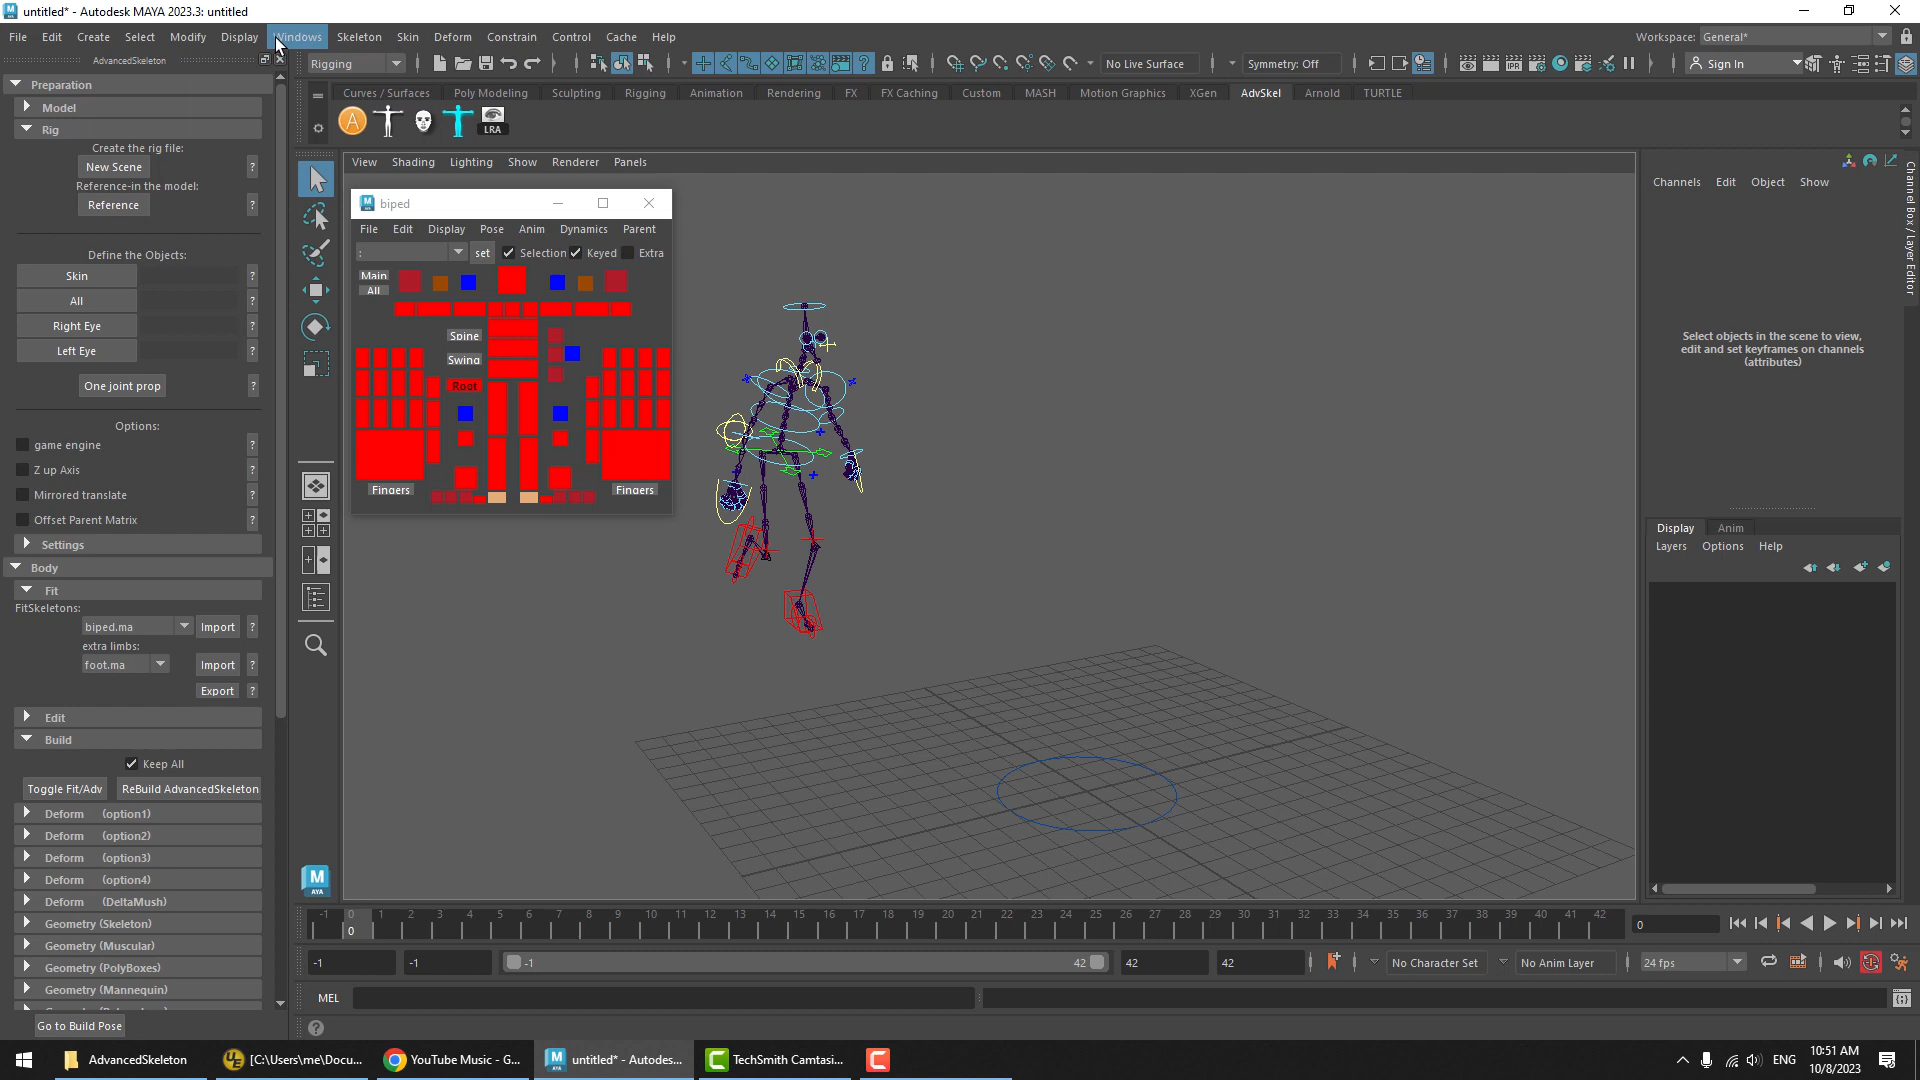 untitled* - Autodesk MAYA 2023.3: untitled
File Edit Create Select Modify Display Windows Skeleton Skin Deform Constrain Control Cache Help
Workspace: General*
AdvancedSkeleton
Rigging
No Live Surface
Symmetry: Off
Sign In
Curves / Surfaces Poly Modeling Sculpting Rigging Animation Rendering FX FX Caching Custom MASH Motion Graphics XGen AdvSkel Arnold TURTLE
A
LRA
Preparation
Model
Rig
Create the rig file:
New Scene ?
Reference-in the model:
Reference ?
Define the Objects:
Skin ?
All ?
Right Eye ?
Left Eye ?
One joint prop ?
Options:
game engine ?
Z up Axis ?
Mirrored translate ?
Offset Parent Matrix ?
Settings
Body
Fit
FitSkeletons:
biped.ma Import ?
extra limbs:
foot.ma Import ?
Export ?
Edit
Build
Keep All
Toggle Fit/Adv ReBuild AdvancedSkeleton
Deform (option1)
Deform (option2)
Deform (option3)
Deform (option4)
Deform (DeltaMush)
Geometry (Skeleton)
Geometry (Muscular)
Geometry (PolyBoxes)
Geometry (Mannequin)
Go to Build Pose
View Shading Lighting Show Renderer Panels
biped
File Edit Display Pose Anim Dynamics Parent
: set Selection Keyed Extra
Main
All
Spine
Swing
Root
Fingers Fingers
Channels Edit Object Show
Channel Box / Layer Editor
Select objects in the scene to view,
edit and set keyframes on channels
(attributes)
Display Anim
Layers Options Help
M
AYA
-1 0 1 2 3 4 5 6 7 8 9 10 11 12 13 14 15 16 17 18 19 20 21 22 23 24 25 26 27 28 29 30 31 32 33 34 35 36 37 38 39 40 41 42
0
0
-1 -1 -1 42 42 42 No Character Set No Anim Layer 24 fps
MEL
?
AdvancedSkeleton
[C:\Users\me\Docu...
YouTube Music - G...
untitled* - Autodes...
TechSmith Camtasi...
ENG
10:51 AM
10/8/2023